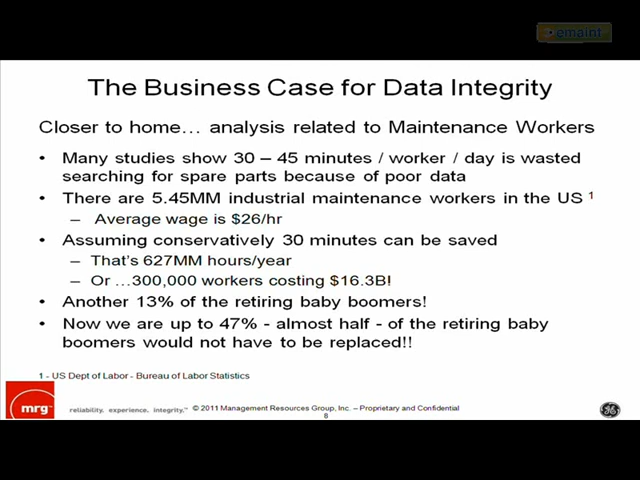 emaint
The Business Case for Data Integrity
Closer to home… analysis related to Maintenance Workers
• Many studies show 30 – 45 minutes / worker / day is wasted
searching for spare parts because of poor data
• There are 5.45MM industrial maintenance workers in the US 1
– Average wage is $26/hr
• Assuming conservatively 30 minutes can be saved
– That's 627MM hours/year
– Or …300,000 workers costing $16.3B!
• Another 13% of the retiring baby boomers!
• Now we are up to 47% - almost half - of the retiring baby
boomers would not have to be replaced!!
1 - US Dept of Labor - Bureau of Labor Statistics
mrg
reliability. experience. integrity.™ © 2011 Management Resources Group, Inc. – Proprietary and Confidential
8